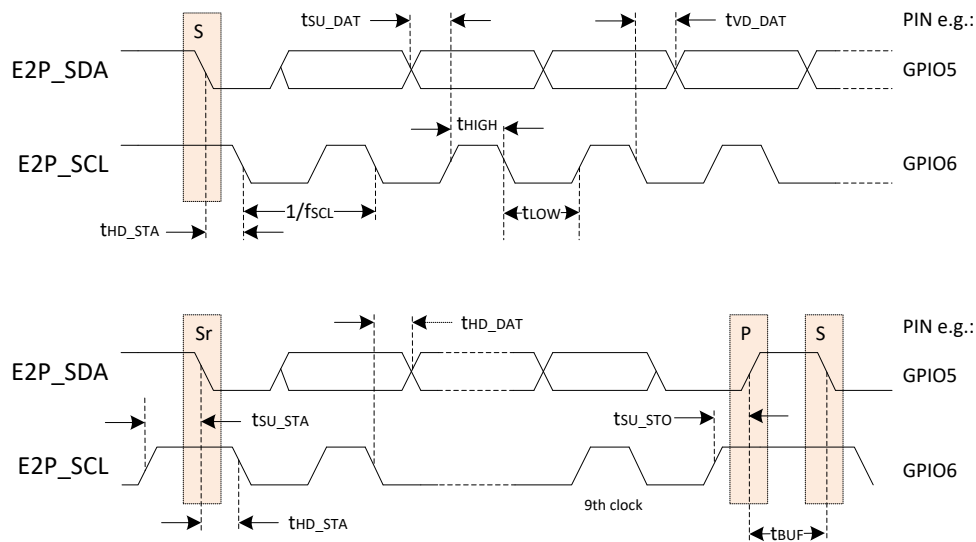 tSU_DAT
tVD_DAT
PIN e.g.:
S
E2P_SDA
GPIO5
tHIGH
E2P_SCL
GPIO6
1/fSCL
tLOW
tHD_STA
tHD_DAT
PIN e.g.:
Sr
P
S
E2P_SDA
GPIO5
tSU_STA
tSU_STO
E2P_SCL
GPIO6
9th clock
tHD_STA
tBUF